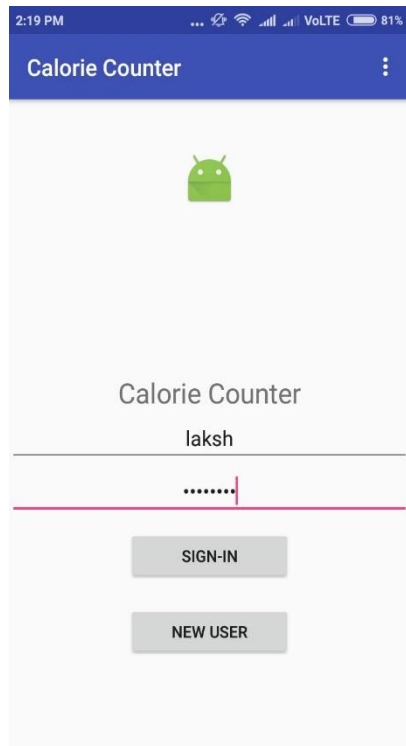 2:19 PM ... VoLTE 81%
Calorie Counter
Calorie Counter
laksh
••••••••
SIGN-IN
NEW USER